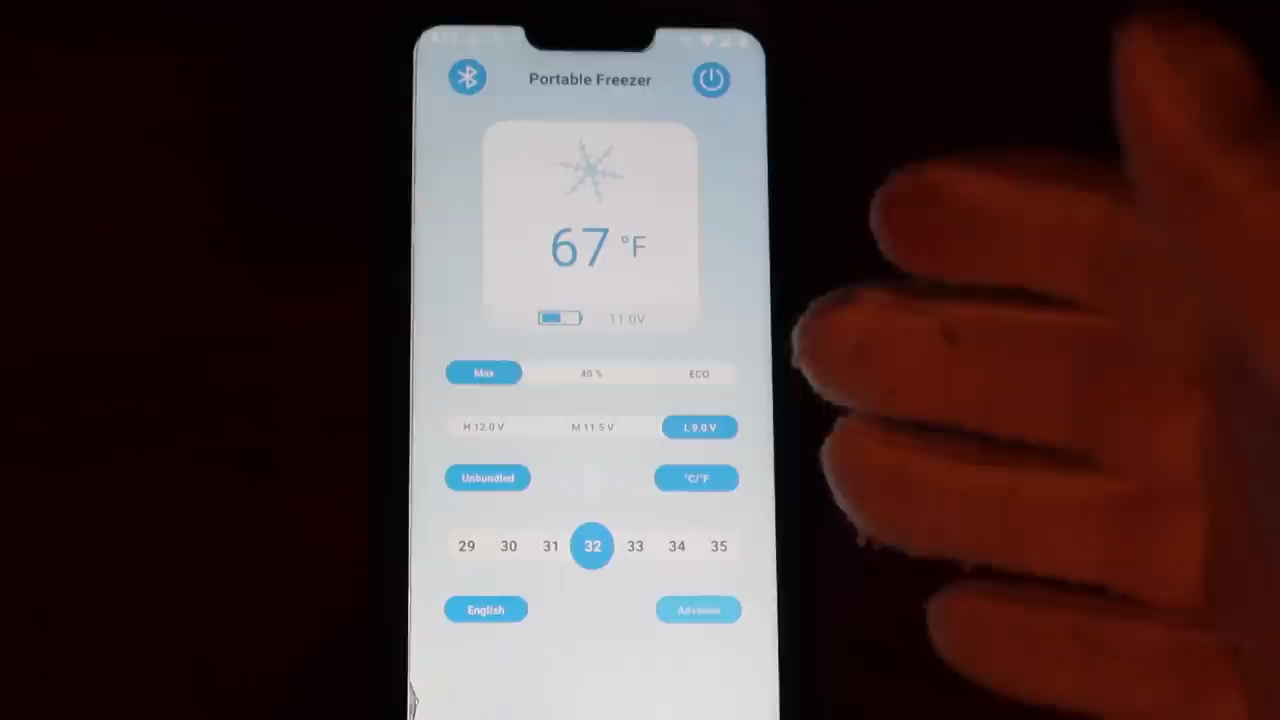 Portable Freezer
67 °F
11.0V
Max 40 % ECO
H 12.0 V M 11.5 V L 9.0 V
Unbundled °C/°F
29 30 31 32 33 34 35
English Advance